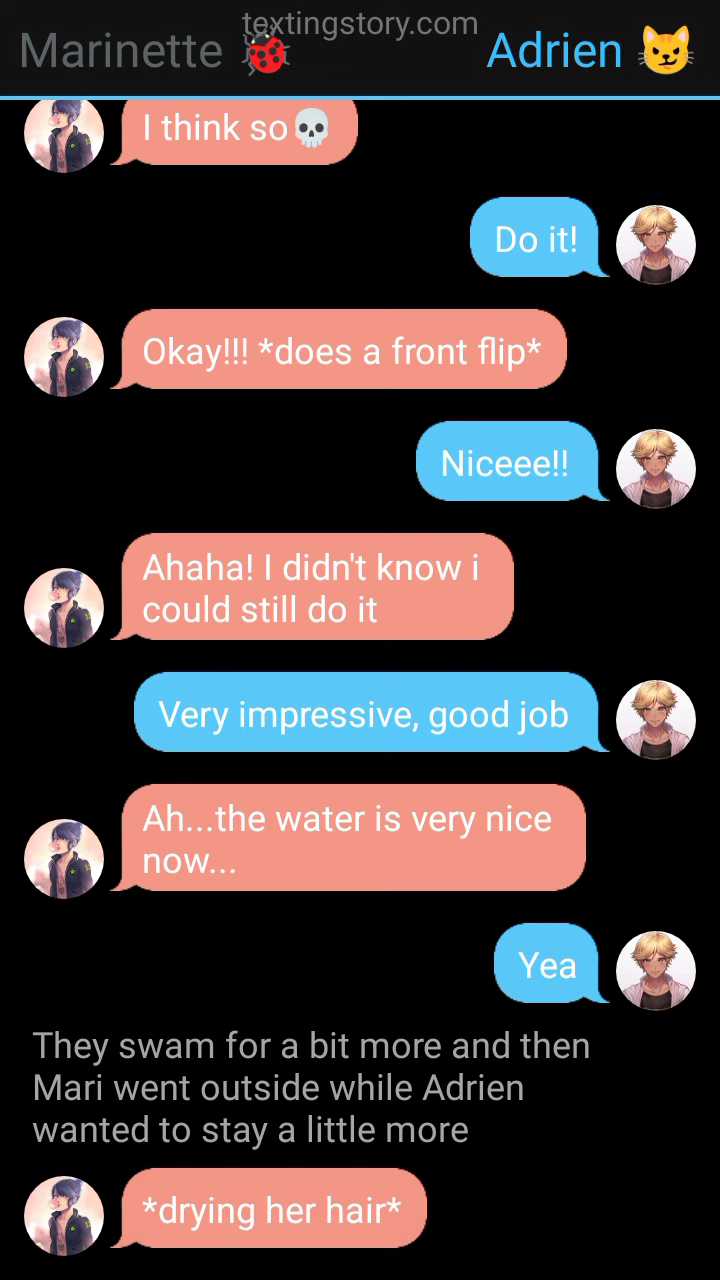 textingstory.com
Marinette 🐞 Adrien 😼
I think so💀
Do it!
Okay!!! *does a front flip*
Niceee!!
Ahaha! I didn't know i
could still do it
Very impressive, good job
Ah...the water is very nice
now...
Yea
They swam for a bit more and then
Mari went outside while Adrien
wanted to stay a little more
*drying her hair*